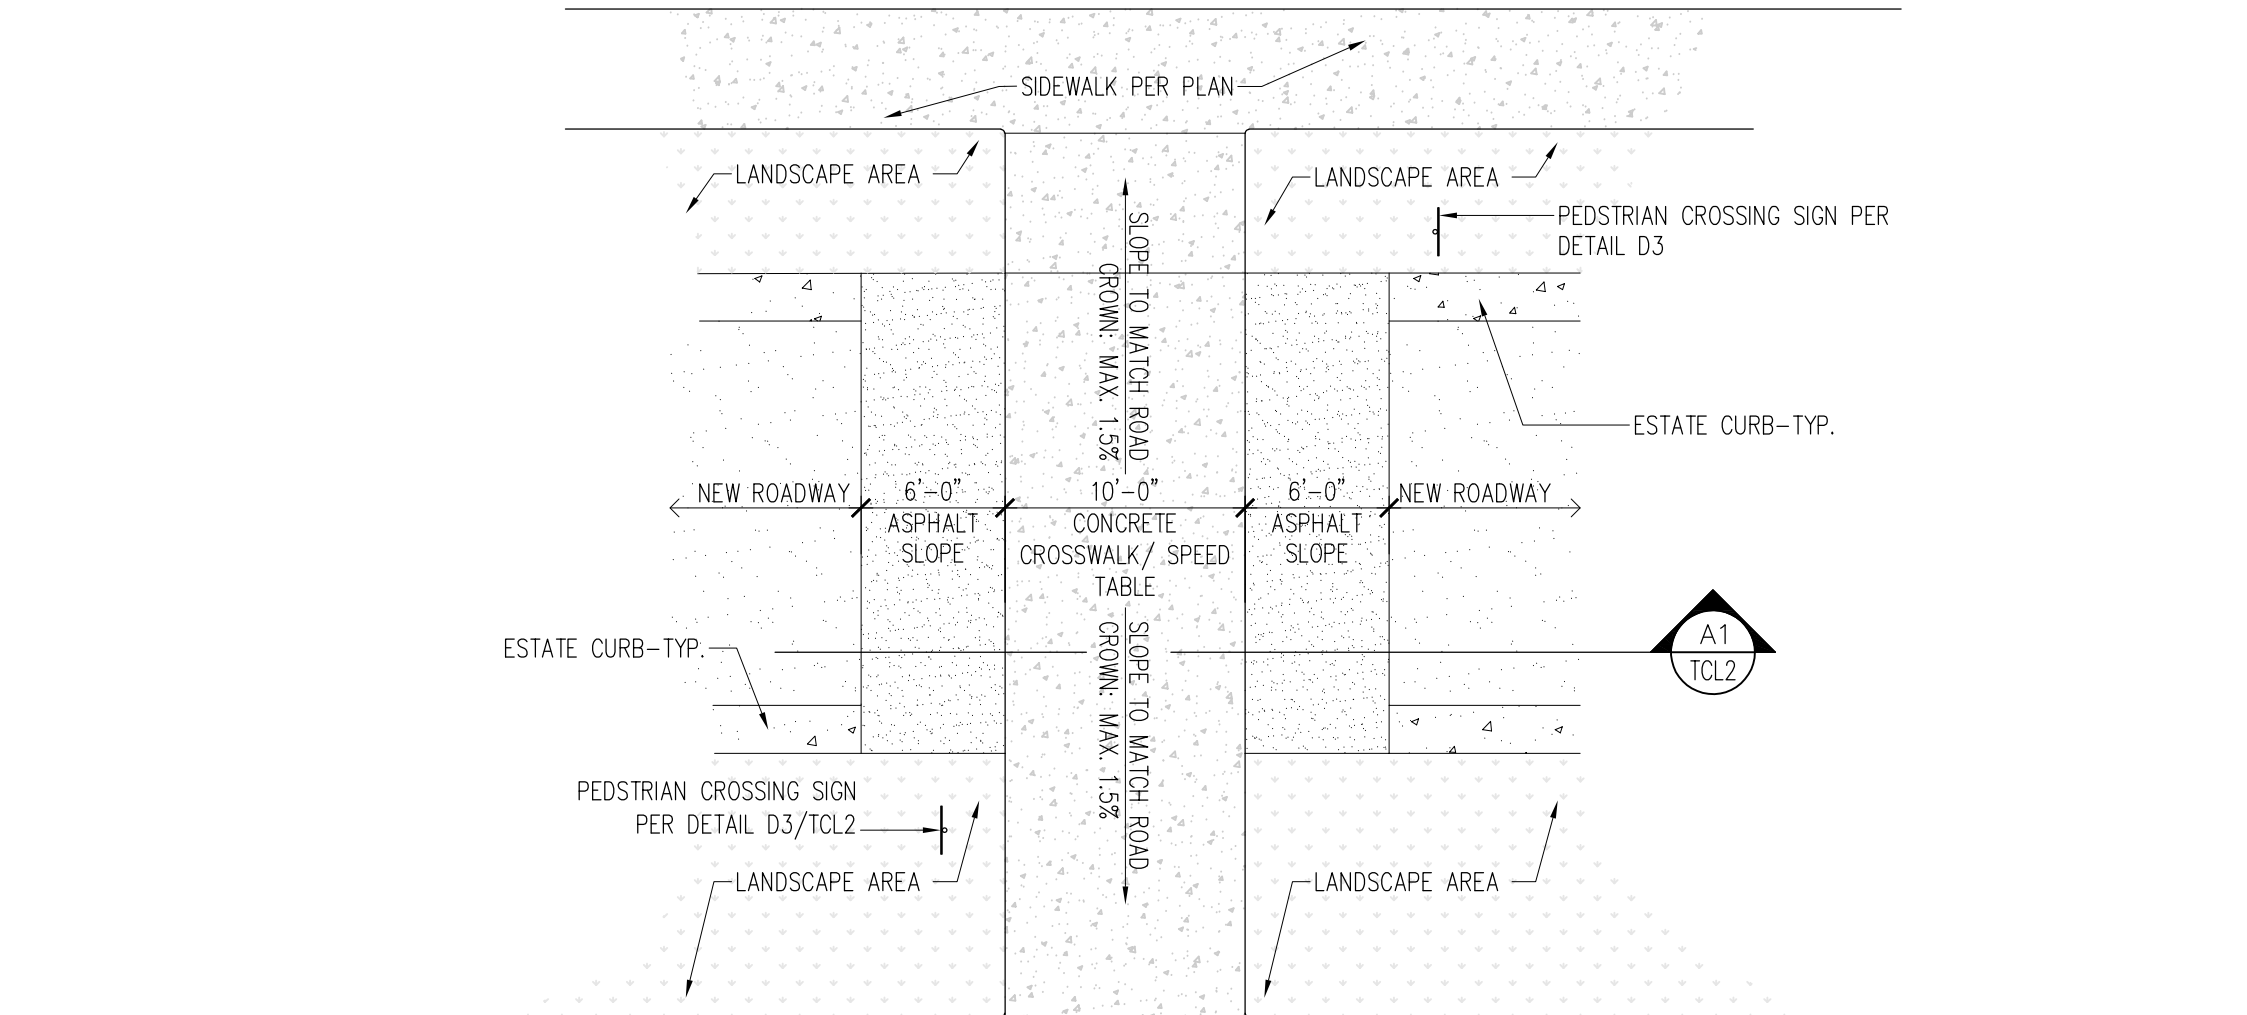 SIDEWALK PER PLAN
LANDSCAPE AREA
LANDSCAPE AREA
PEDSTRIAN CROSSING SIGN PER
DETAIL D3
SLOPE TO MATCH ROAD
CROWN: MAX. 1.5%
ESTATE CURB-TYP.
NEW ROADWAY
6'-0"
ASPHALT
SLOPE
10'-0"
CONCRETE
CROSSWALK/ SPEED
TABLE
6'-0"
ASPHALT
SLOPE
NEW ROADWAY
A1
TCL2
ESTATE CURB-TYP.
SLOPE TO MATCH ROAD
CROWN: MAX. 1.5%
PEDSTRIAN CROSSING SIGN
PER DETAIL D3/TCL2
LANDSCAPE AREA
LANDSCAPE AREA